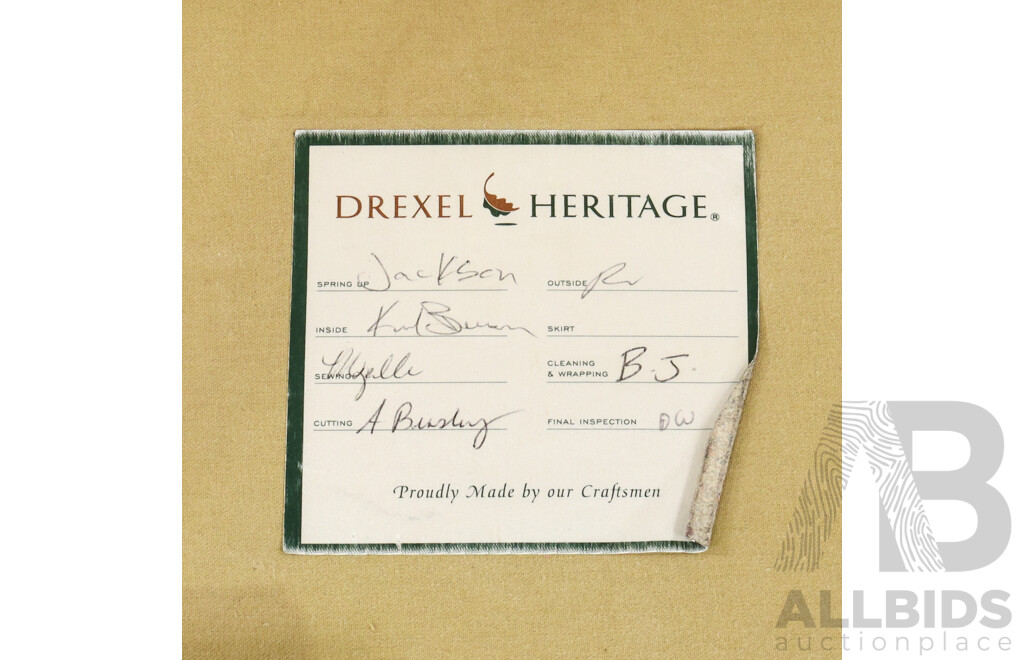 DREXEL HERITAGE®
SPRING UP Jackson
INSIDE
SEWING
CUTTING A
OUTSIDE
SKIRT
CLEANING
& WRAPPING B.J.
FINAL INSPECTION DW
Proudly Made by our Craftsmen
AB
ALLBIDS
auctionplace